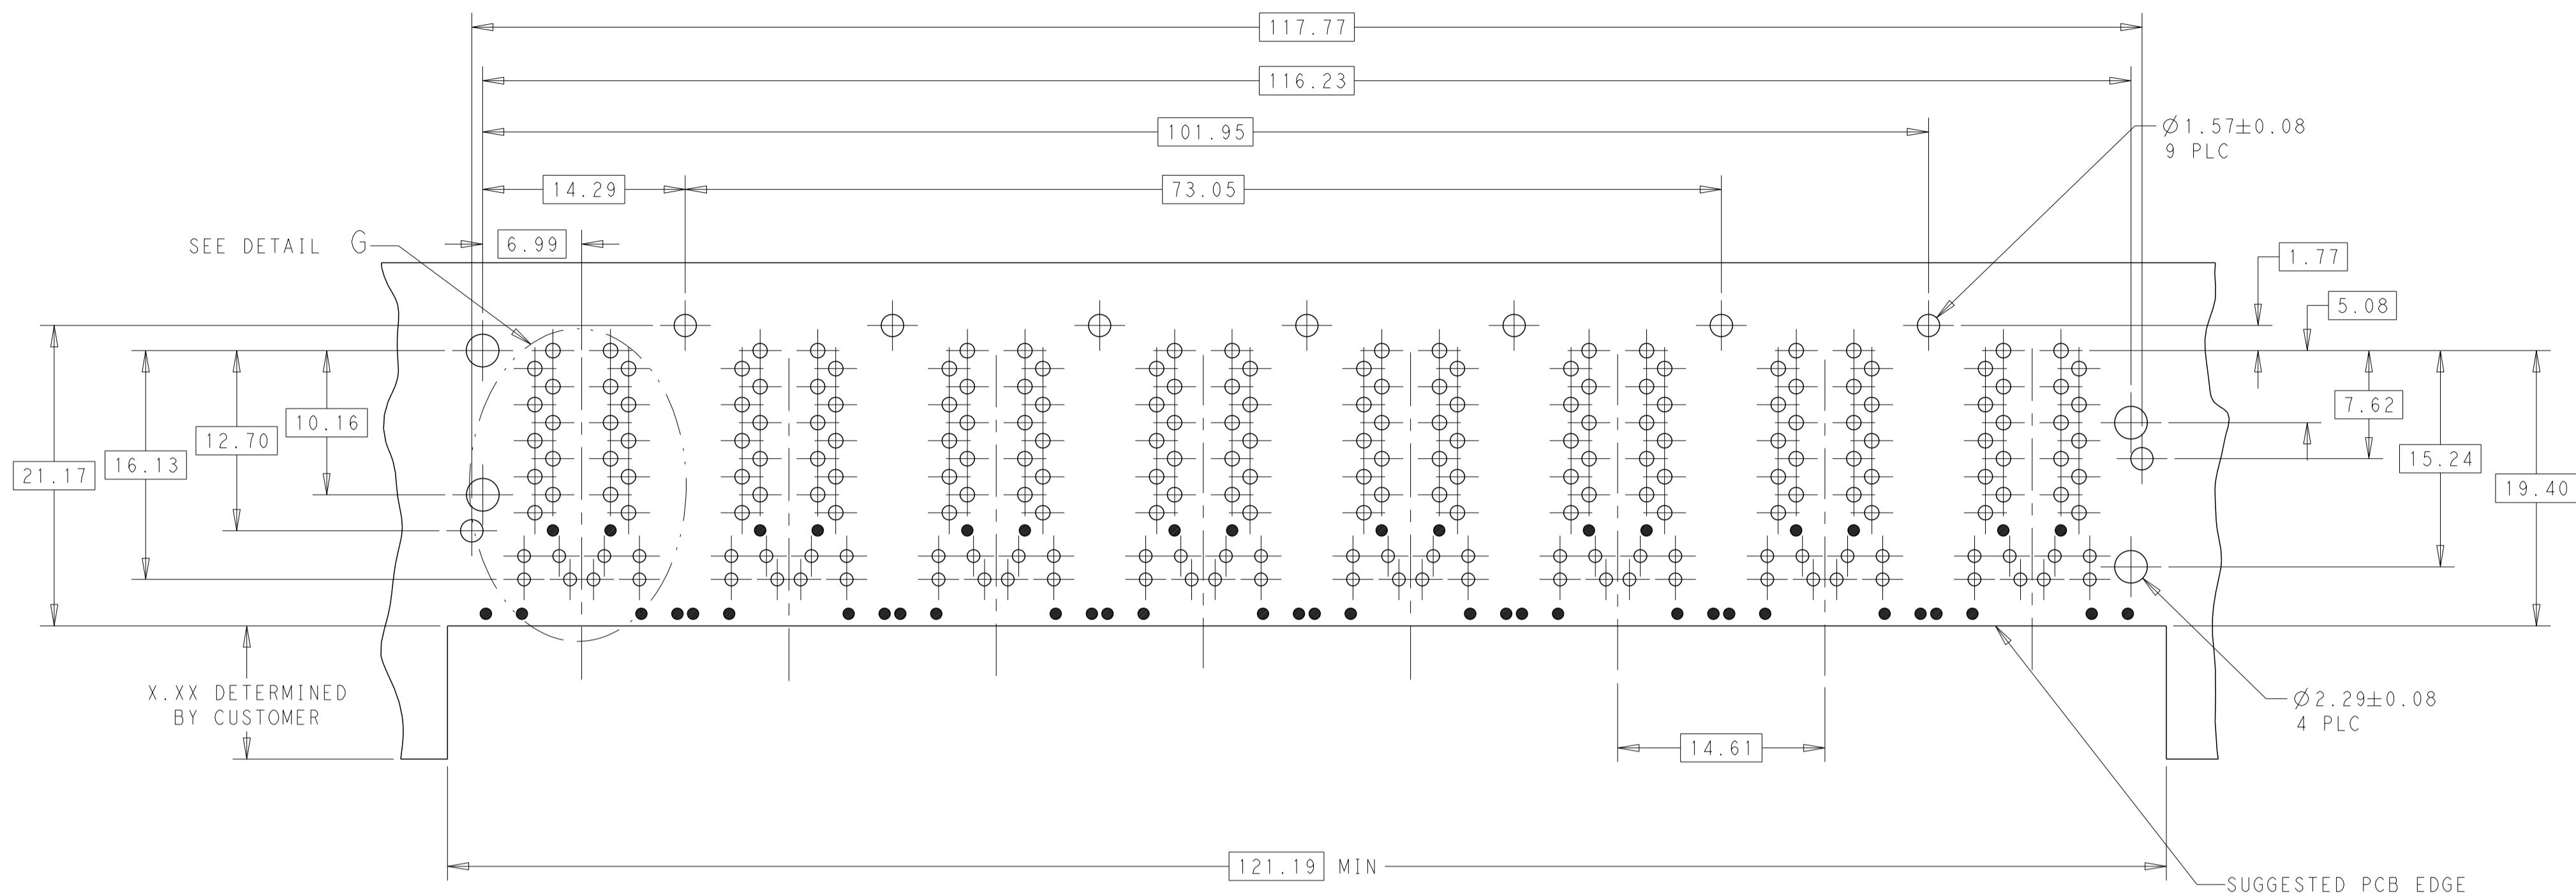 117.77
116.23
101.95
Ø1.57±0.08
9 PLC
14.29
73.05
SEE DETAIL G
6.99
1.77
5.08
10.16
7.62
12.70
16.13
15.24
21.17
19.40
X.XX DETERMINED
BY CUSTOMER
Ø2.29±0.08
4 PLC
14.61
121.19 MIN
SUGGESTED PCB EDGE